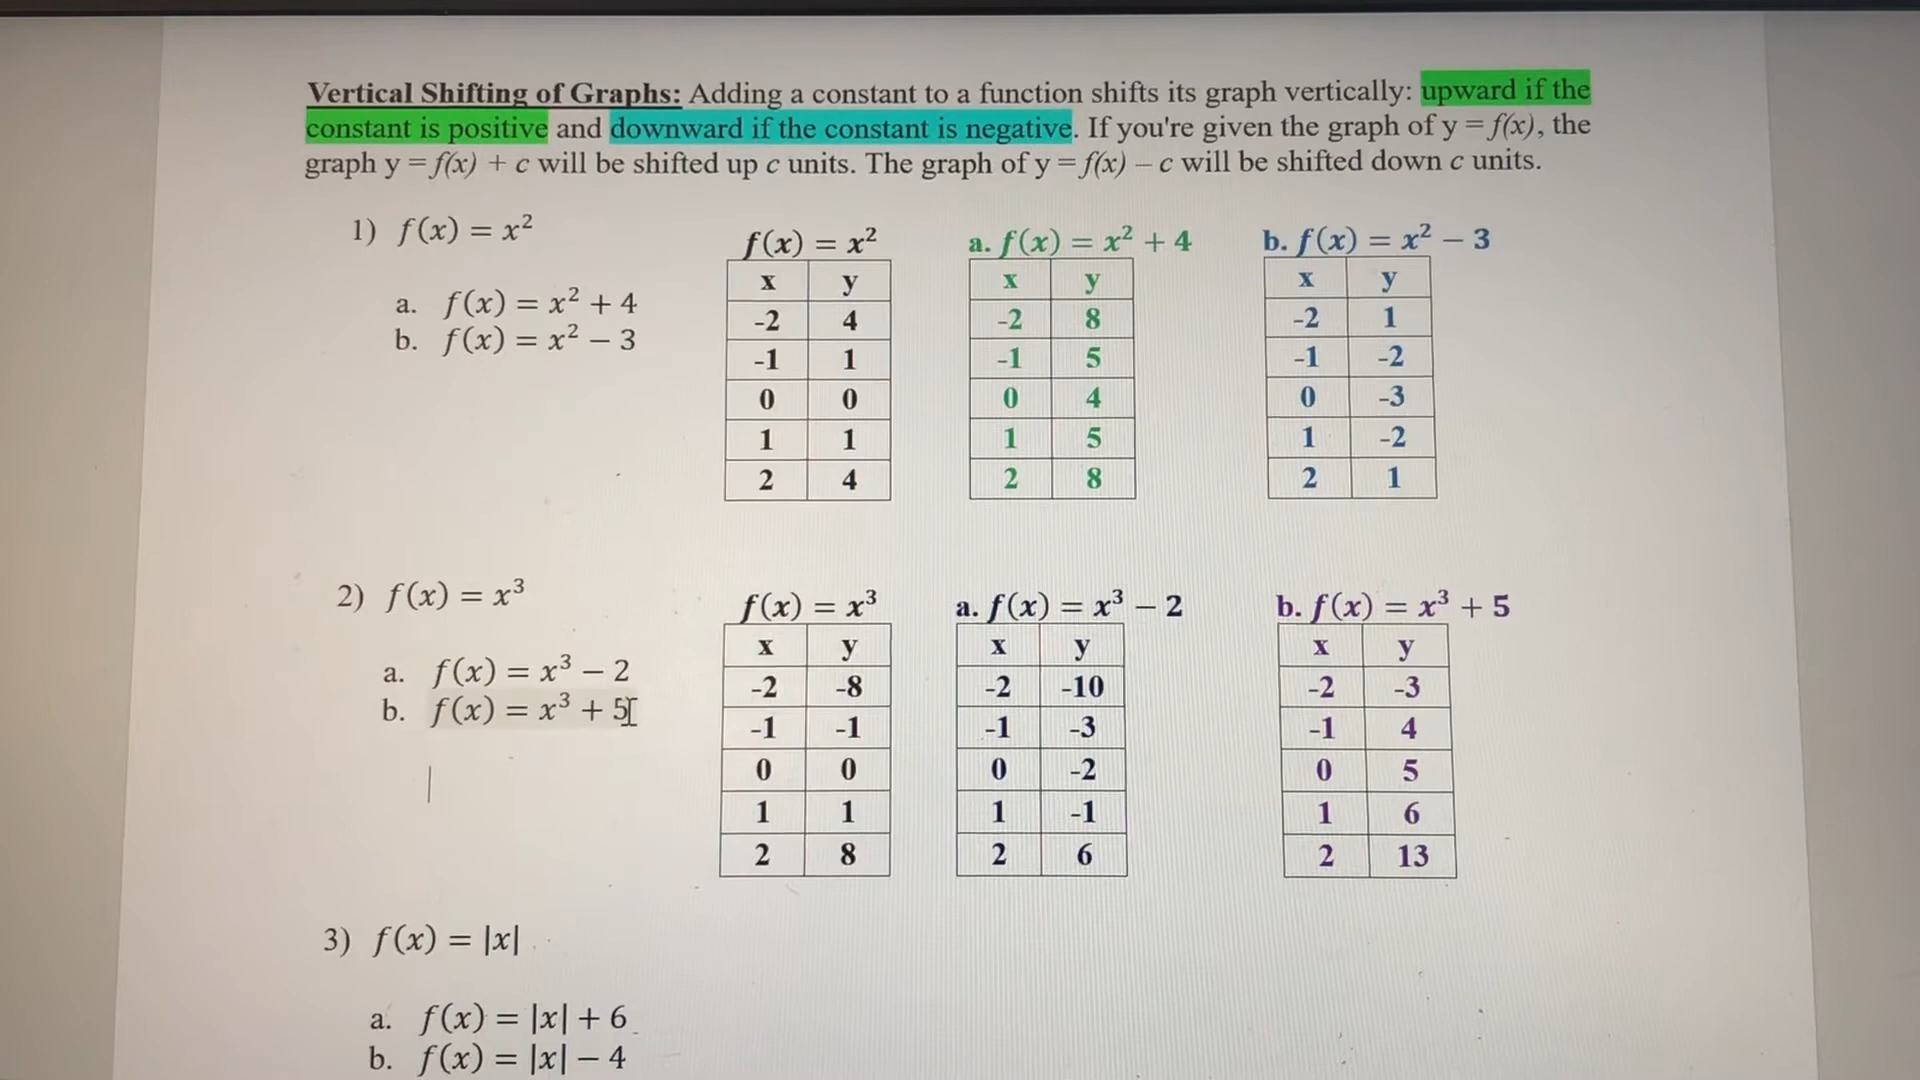 Vertical Shifting of Graphs: Adding a constant to a function shifts its graph vertically: upward if the
constant is positive and downward if the constant is negative. If you're given the graph of y = f(x), the
graph y = f(x) + c will be shifted up c units. The graph of y = f(x) – c will be shifted down c units.
1) f(x) = x²
a. f(x) = x² + 4
b. f(x) = x² − 3
f(x) = x²
x y
-2 4
-1 1
0 0
1 1
2 4
a. f(x) = x² + 4
x y
-2 8
-1 5
0 4
1 5
2 8
b. f(x) = x² − 3
x y
-2 1
-1 -2
0 -3
1 -2
2 1
2) f(x) = x³
a. f(x) = x³ − 2
b. f(x) = x³ + 5
f(x) = x³
x y
-2 -8
-1 -1
0 0
1 1
2 8
a. f(x) = x³ − 2
x y
-2 -10
-1 -3
0 -2
1 -1
2 6
b. f(x) = x³ + 5
x y
-2 -3
-1 4
0 5
1 6
2 13
3) f(x) = |x|
a. f(x) = |x| + 6
b. f(x) = |x| − 4